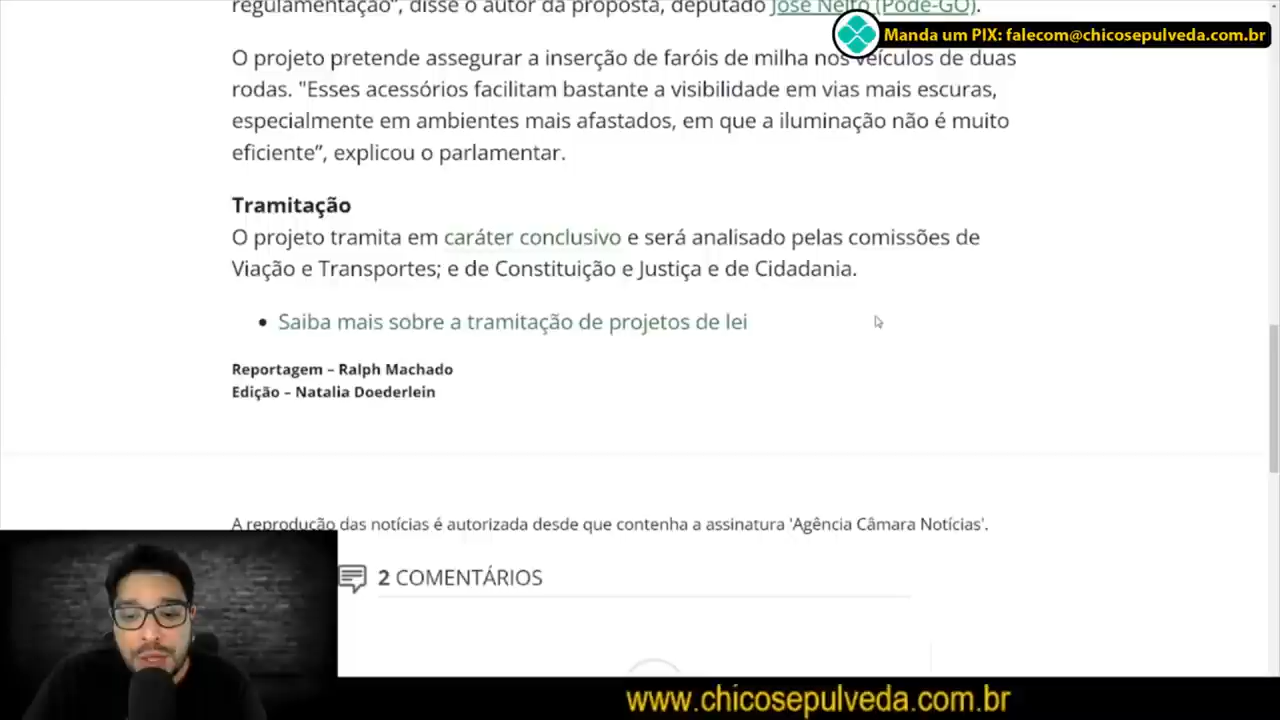 regulamentação”, disse o autor da proposta, deputado José Nelto (Pode-GO).
Manda um PIX: falecom@chicosepulveda.com.br
O projeto pretende assegurar a inserção de faróis de milha nos veículos de duas
rodas. "Esses acessórios facilitam bastante a visibilidade em vias mais escuras,
especialmente em ambientes mais afastados, em que a iluminação não é muito
eficiente”, explicou o parlamentar.
Tramitação
O projeto tramita em caráter conclusivo e será analisado pelas comissões de
Viação e Transportes; e de Constituição e Justiça e de Cidadania.
• Saiba mais sobre a tramitação de projetos de lei
Reportagem – Ralph Machado
Edição – Natalia Doederlein
A reprodução das notícias é autorizada desde que contenha a assinatura 'Agência Câmara Notícias'.
2 COMENTÁRIOS
www.chicosepulveda.com.br